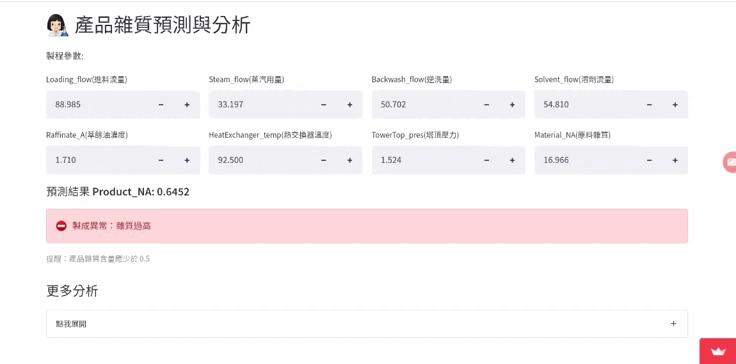 產品雜質預測與分析
製程參數:
Loading_flow(進料流量) Steam_flow(蒸汽用量) Backwash_flow(逆洗量) Solvent_flow(溶劑流量)
88.985 − + 33.197 − + 50.702 − + 54.810 − +
Raffinate_A(萃餘油濃度) HeatExchanger_temp(熱交換器溫度) TowerTop_pres(塔頂壓力) Material_NA(原料雜質)
1.710 − + 92.500 − + 1.524 − + 16.966 − +
預測結果 Product_NA: 0.6452
製成異常：雜質過高
提醒：產品雜質含量應少於 0.5
更多分析
點我展開 +